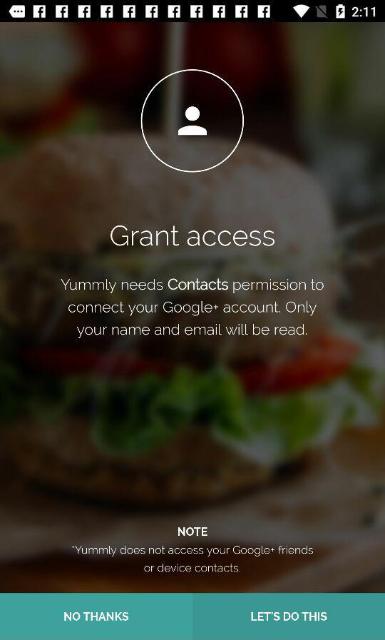 2:11
Grant access
Yummly needs Contacts permission to
connect your Google+ account. Only
your name and email will be read.
NOTE
*Yummly does not access your Google+ friends
or device contacts.
NO THANKS
LET'S DO THIS